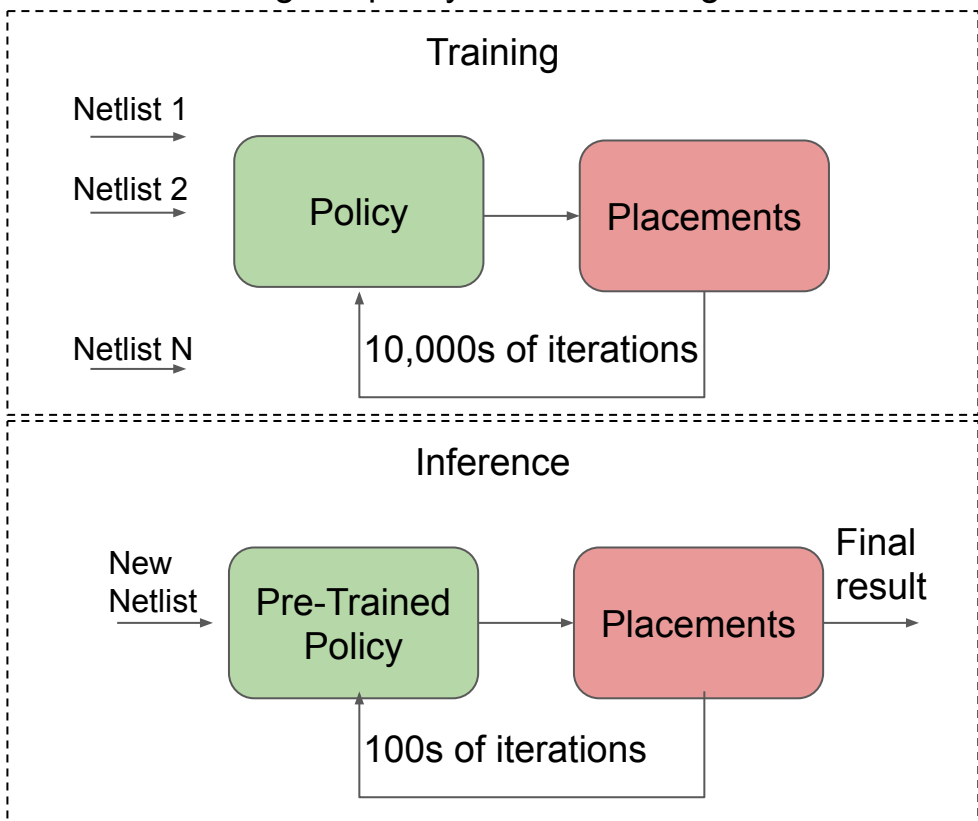 Training
Netlist 1
Netlist 2
Policy
Placements
Netlist N
10,000s of iterations
Inference
New
Netlist
Pre-Trained
Policy
Placements
Final
result
100s of iterations